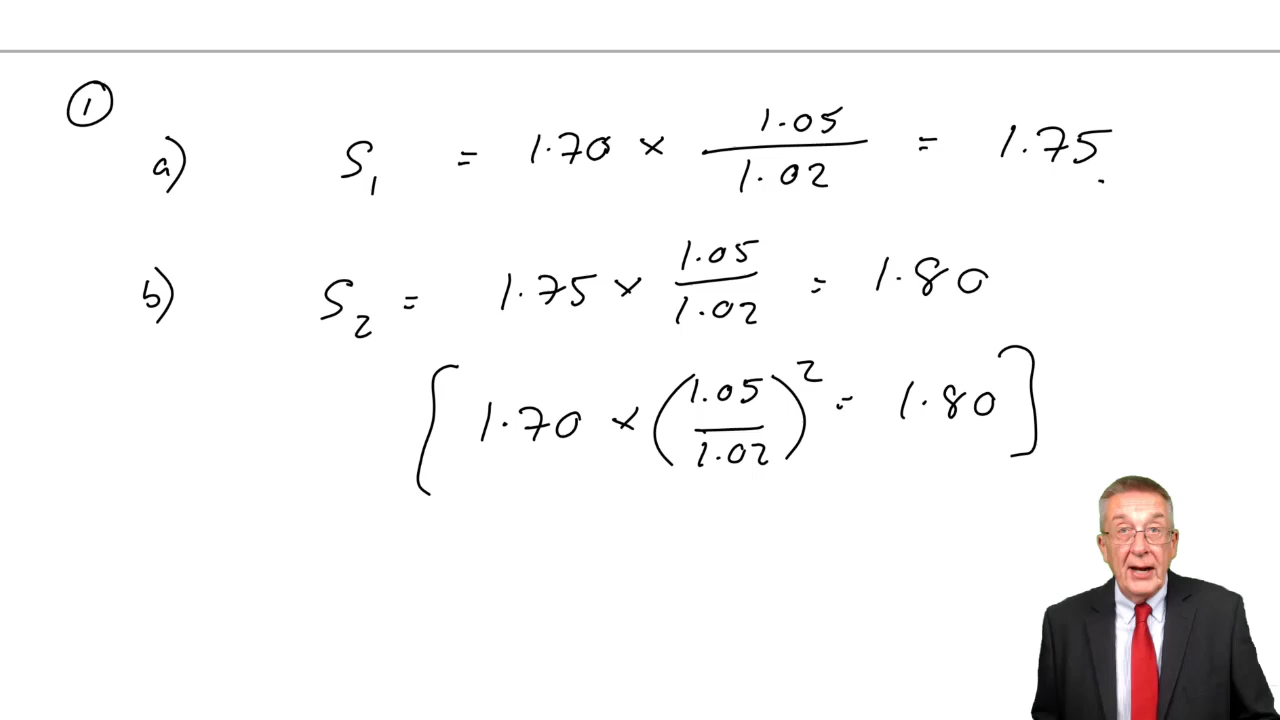 ①
a) S₁ = 1.70 × 1.05/1.02 = 1.75.
b) S₂ = 1.75 × 1.05/1.02 = 1.80
[1.70 × (1.05/1.02)² = 1.80]